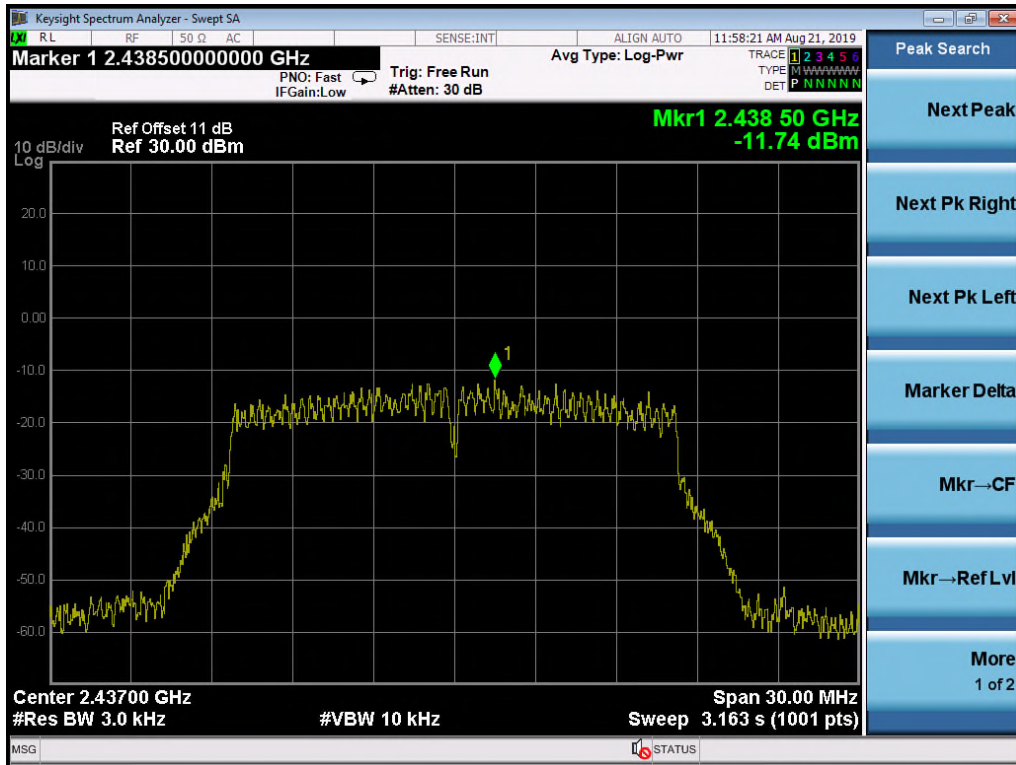 Keysight Spectrum Analyzer - Swept SA
LXI RL RF 50 Ω AC SENSE:INT ALIGN AUTO 11:58:21 AM Aug 21, 2019
Marker 1 2.438500000000 GHz
PNO: Fast
IFGain:Low
Trig: Free Run
#Atten: 30 dB
Avg Type: Log-Pwr
TRACE 1 2 3 4 5 6
TYPE M WWWWW
DET P N N N N N
Mkr1 2.438 50 GHz
-11.74 dBm
Ref Offset 11 dB
10 dB/div Ref 30.00 dBm
Log
20.0
10.0
0.00
-10.0
-20.0
-30.0
-40.0
-50.0
-60.0
1
Center 2.43700 GHz
Span 30.00 MHz
#Res BW 3.0 kHz
#VBW 10 kHz
Sweep 3.163 s (1001 pts)
MSG
STATUS
Peak Search
Next Peak
Next Pk Right
Next Pk Left
Marker Delta
Mkr→CF
Mkr→Ref Lvl
More
1 of 2